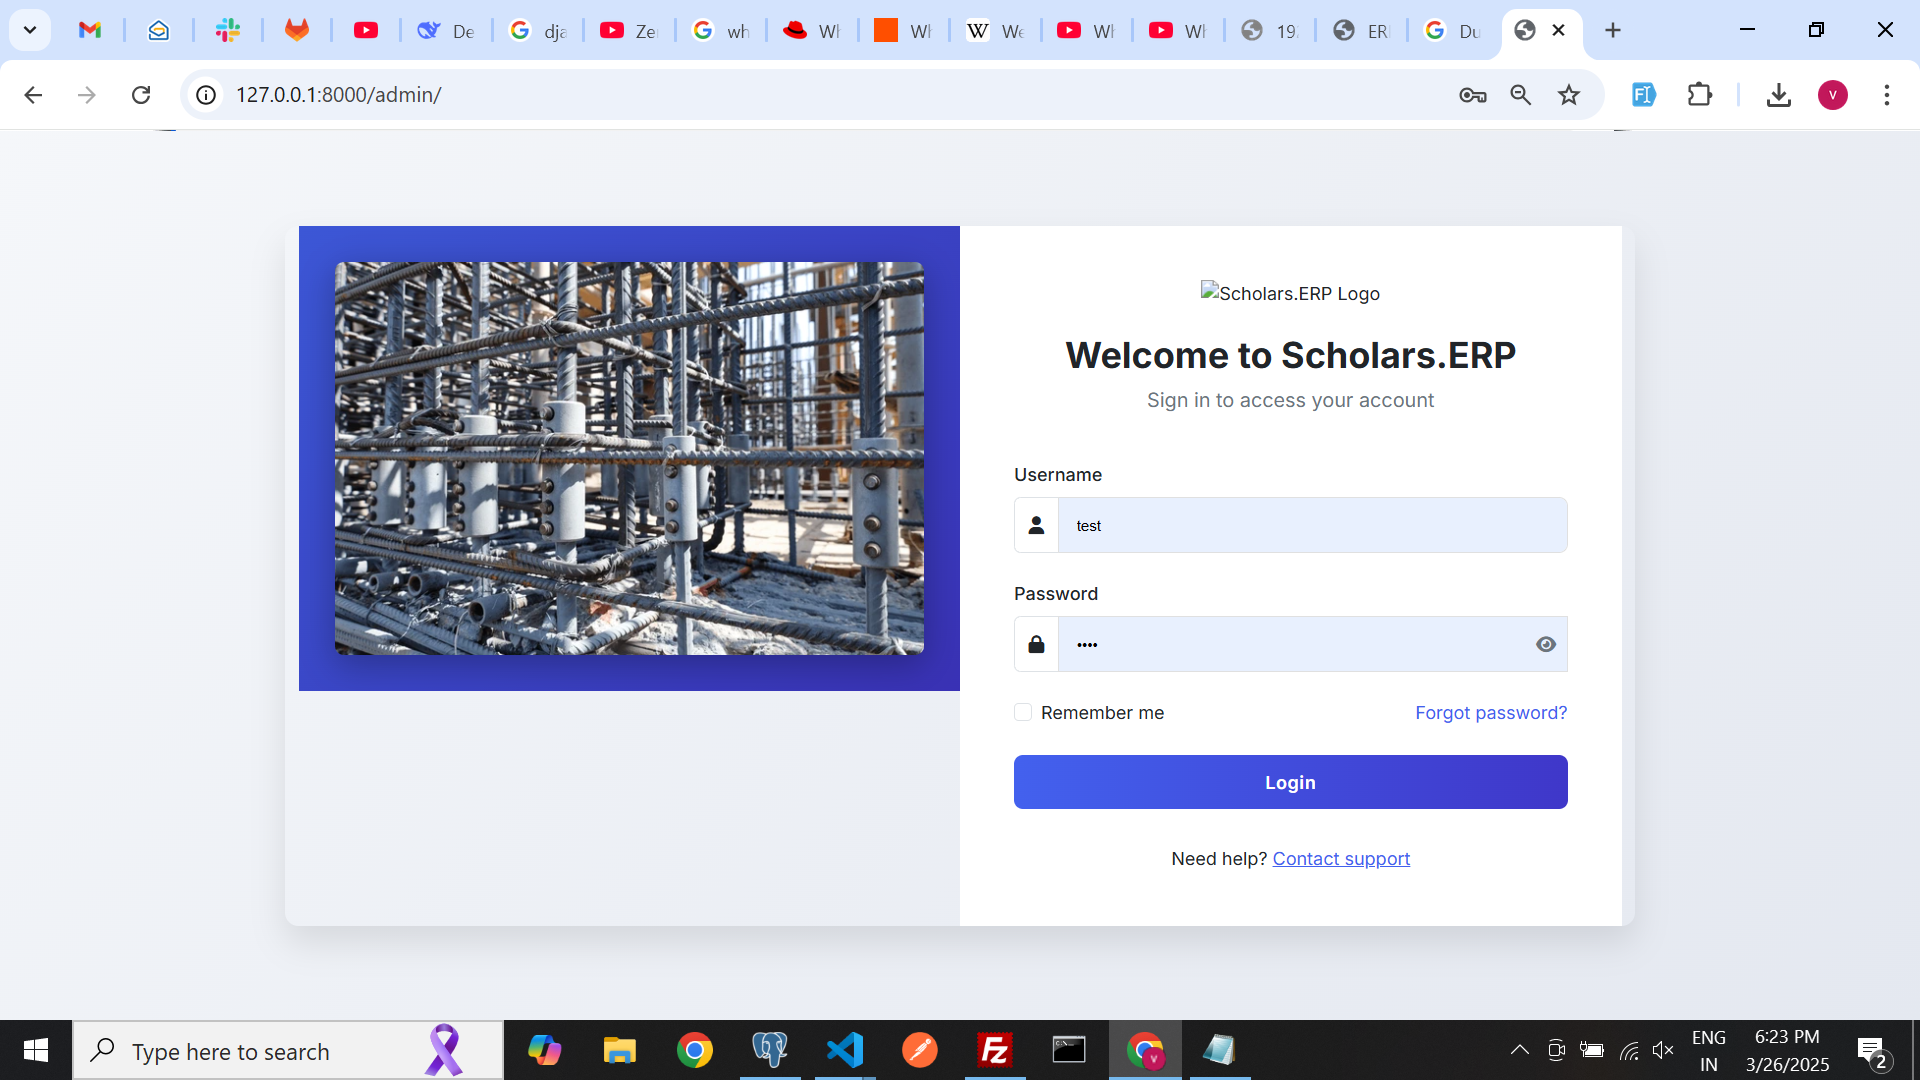 De
dja
Ze
wh
Wh
Wh
We
Wh
Wh
192
ER
Du
127.0.0.1:8000/admin/
V
Scholars.ERP Logo
Welcome to Scholars.ERP
Sign in to access your account
Username
test
Password
••••
Remember me
Forgot password?
Login
Need help? Contact support
Type here to search
ENG
IN
6:23 PM
3/26/2025
2